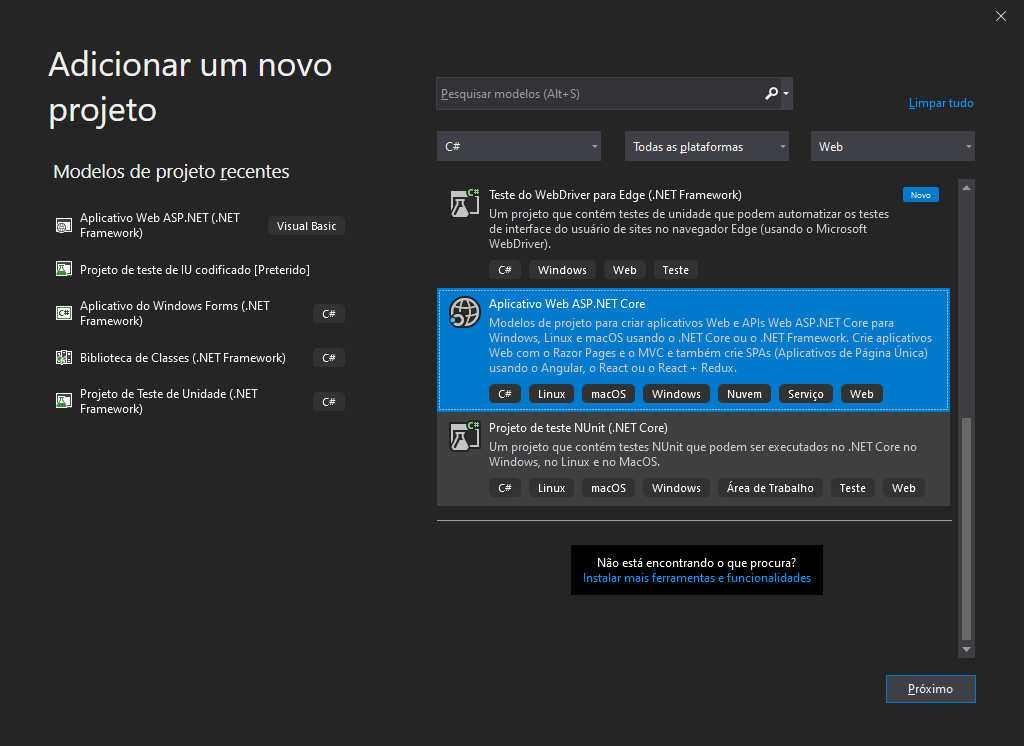 Adicionar um novo
projeto
Modelos de projeto recentes
Aplicativo Web ASP.NET (.NET
Framework)
Visual Basic
Projeto de teste de IU codificado [Preterido]
Aplicativo do Windows Forms (.NET
Framework)
C#
Biblioteca de Classes (.NET Framework)
C#
Projeto de Teste de Unidade (.NET
Framework)
C#
Pesquisar modelos (Alt+S)
Limpar tudo
C#
Todas as plataformas
Web
Teste do WebDriver para Edge (.NET Framework)
Novo
Um projeto que contém testes de unidade que podem automatizar os testes
de interface do usuário de sites no navegador Edge (usando o Microsoft
WebDriver).
C# Windows Web Teste
Aplicativo Web ASP.NET Core
Modelos de projeto para criar aplicativos Web e APIs Web ASP.NET Core para
Windows, Linux e macOS usando o .NET Core ou o .NET Framework. Crie aplicativos
Web com o Razor Pages e o MVC e também crie SPAs (Aplicativos de Página Única)
usando o Angular, o React ou o React + Redux.
C# Linux macOS Windows Nuvem Serviço Web
Projeto de teste NUnit (.NET Core)
Um projeto que contém testes NUnit que podem ser executados no .NET Core no
Windows, no Linux e no MacOS.
C# Linux macOS Windows Área de Trabalho Teste Web
Não está encontrando o que procura?
Instalar mais ferramentas e funcionalidades
Próximo